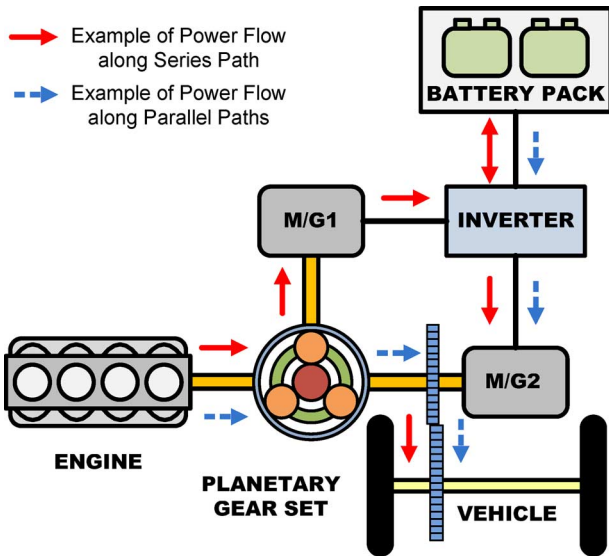 Example of Power Flow
along Series Path
Example of Power Flow
along Parallel Paths
BATTERY PACK
M/G1
INVERTER
M/G2
ENGINE
PLANETARY
GEAR SET
VEHICLE